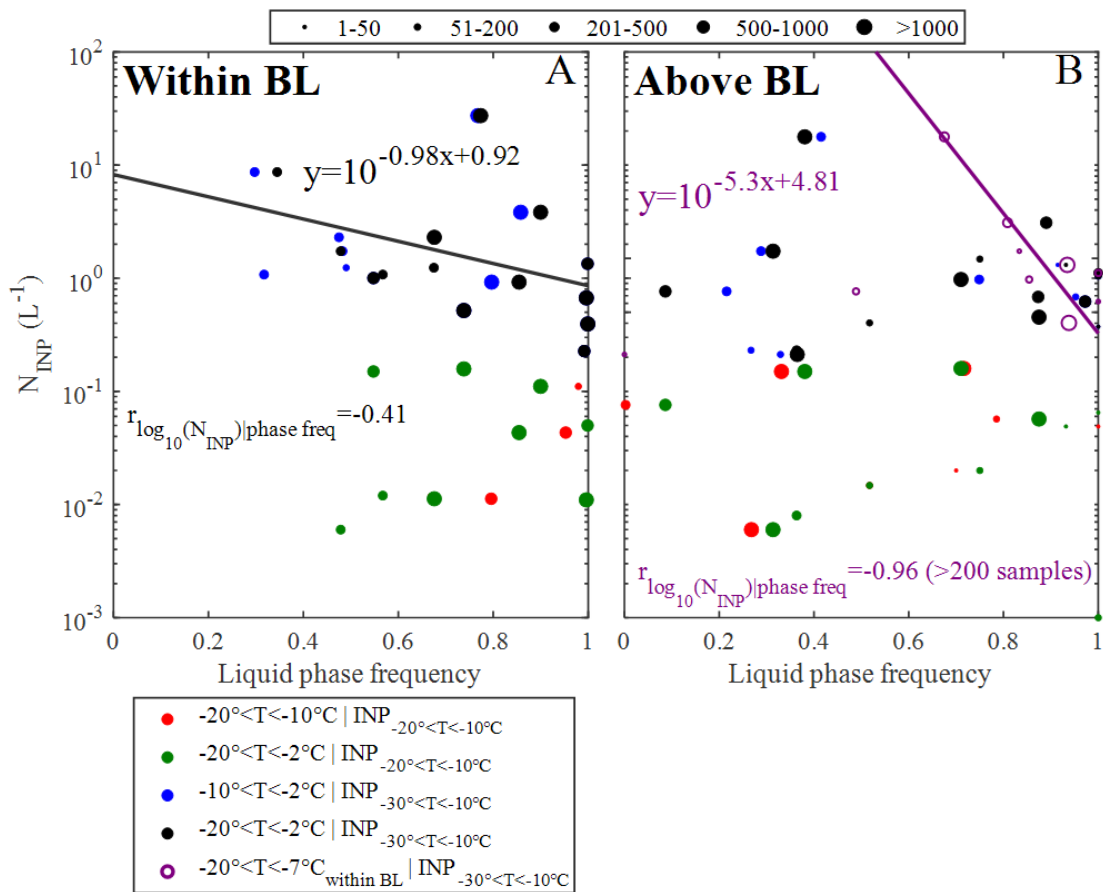 1-50 51-200 201-500 500-1000 >1000
Within BL A
Above BL B
10² 10¹ 10⁰ 10⁻¹ 10⁻² 10⁻³
N_INP (L⁻¹)
y=10^-0.98x+0.92
r_log₁₀(N_INP)|phase freq=-0.41
y=10^-5.3x+4.81
r_log₁₀(N_INP)|phase freq=-0.96 (>200 samples)
0 0.2 0.4 0.6 0.8 1
0 0.2 0.4 0.6 0.8 1
Liquid phase frequency
Liquid phase frequency
-20°<T<-10°C | INP_-20°<T<-10°C
-20°<T<-2°C | INP_-20°<T<-10°C
-10°<T<-2°C | INP_-30°<T<-10°C
-20°<T<-2°C | INP_-30°<T<-10°C
-20°<T<-7°C_within BL | INP_-30°<T<-10°C